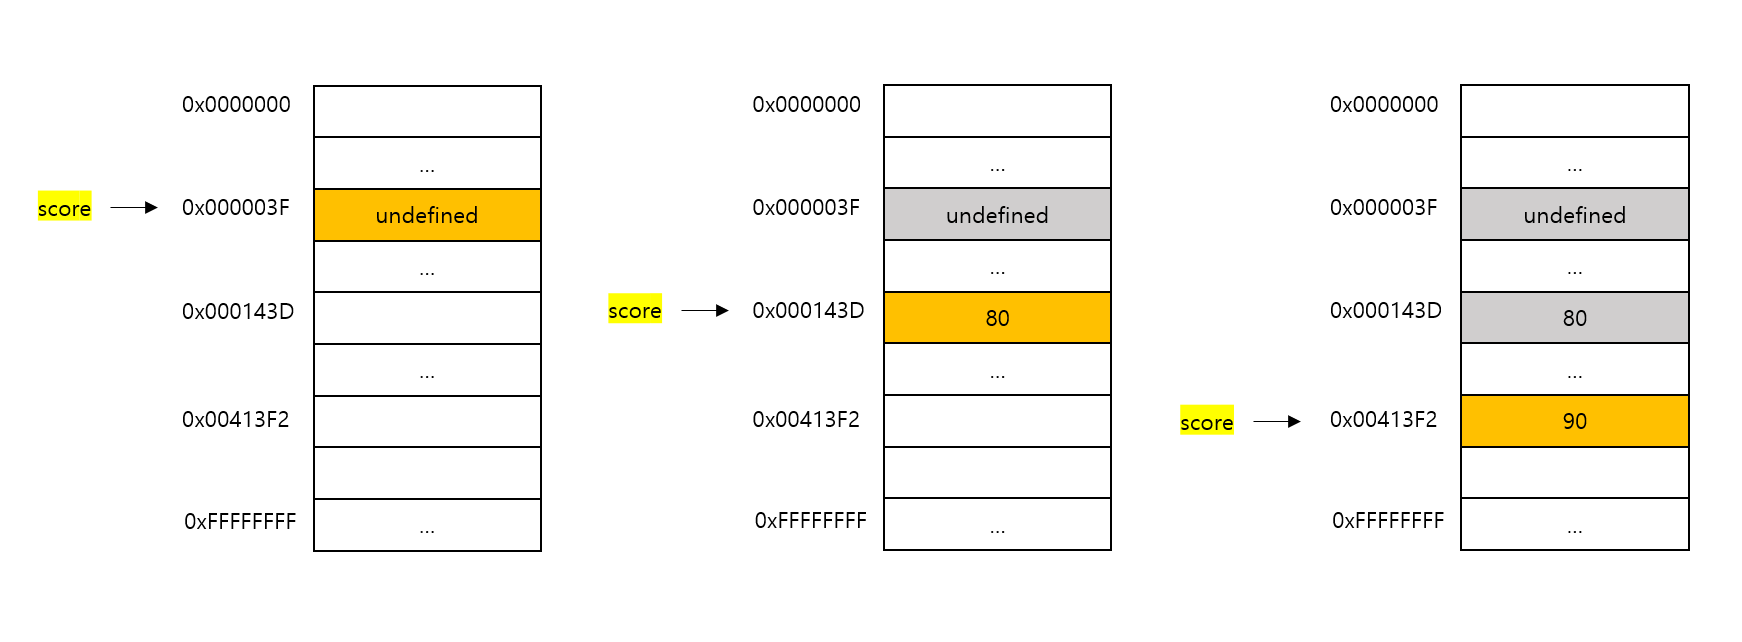 0x0000000
...
score
0x000003F
undefined
...
0x000143D
...
0x00413F2
0xFFFFFFFF
...
0x0000000
...
0x000003F
undefined
...
score
0x000143D
80
...
0x00413F2
0xFFFFFFFF
...
0x0000000
...
0x000003F
undefined
...
0x000143D
80
...
score
0x00413F2
90
0xFFFFFFFF
...